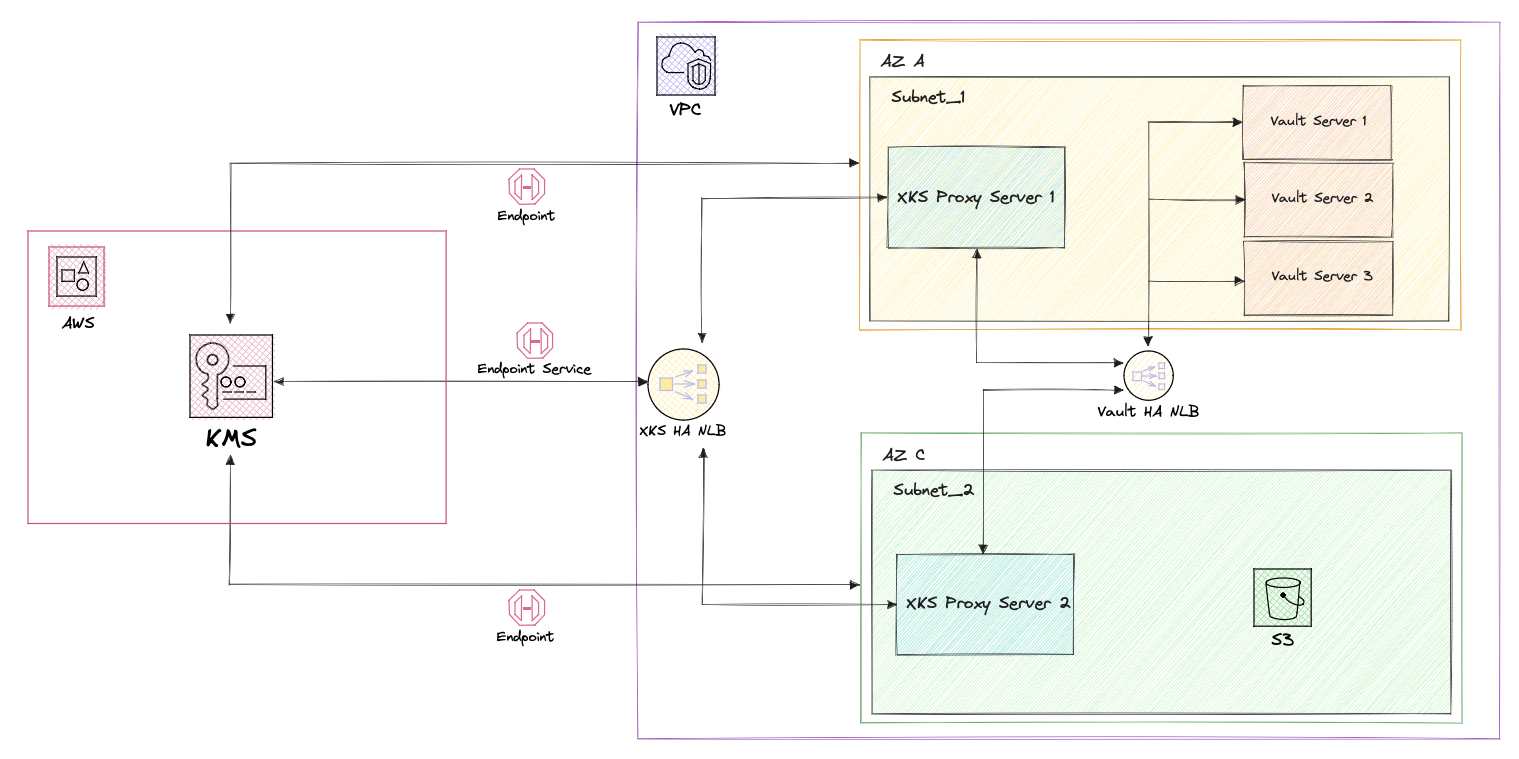 VPC
AZ A
Subnet_1
Vault Server 1
XKS Proxy Server 1
Vault Server 2
Vault Server 3
Endpoint
AWS
Endpoint Service
KMS
XKS HA NLB
Vault HA NLB
AZ C
Subnet_2
XKS Proxy Server 2
S3
Endpoint